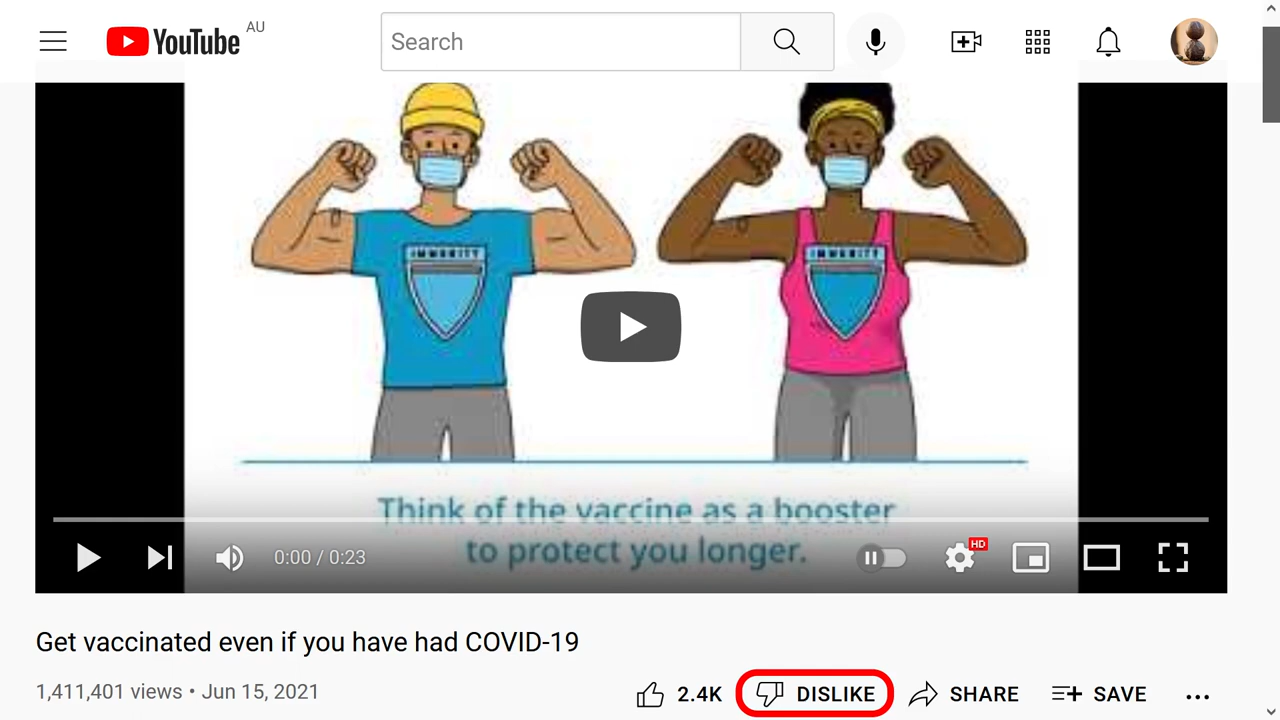 YouTube AU
Search
IMMUNITY
IMMUNITY
Think of the vaccine as a booster
to protect you longer.
0:00 / 0:23
HD
Get vaccinated even if you have had COVID-19
1,411,401 views • Jun 15, 2021
2.4K DISLIKE SHARE SAVE